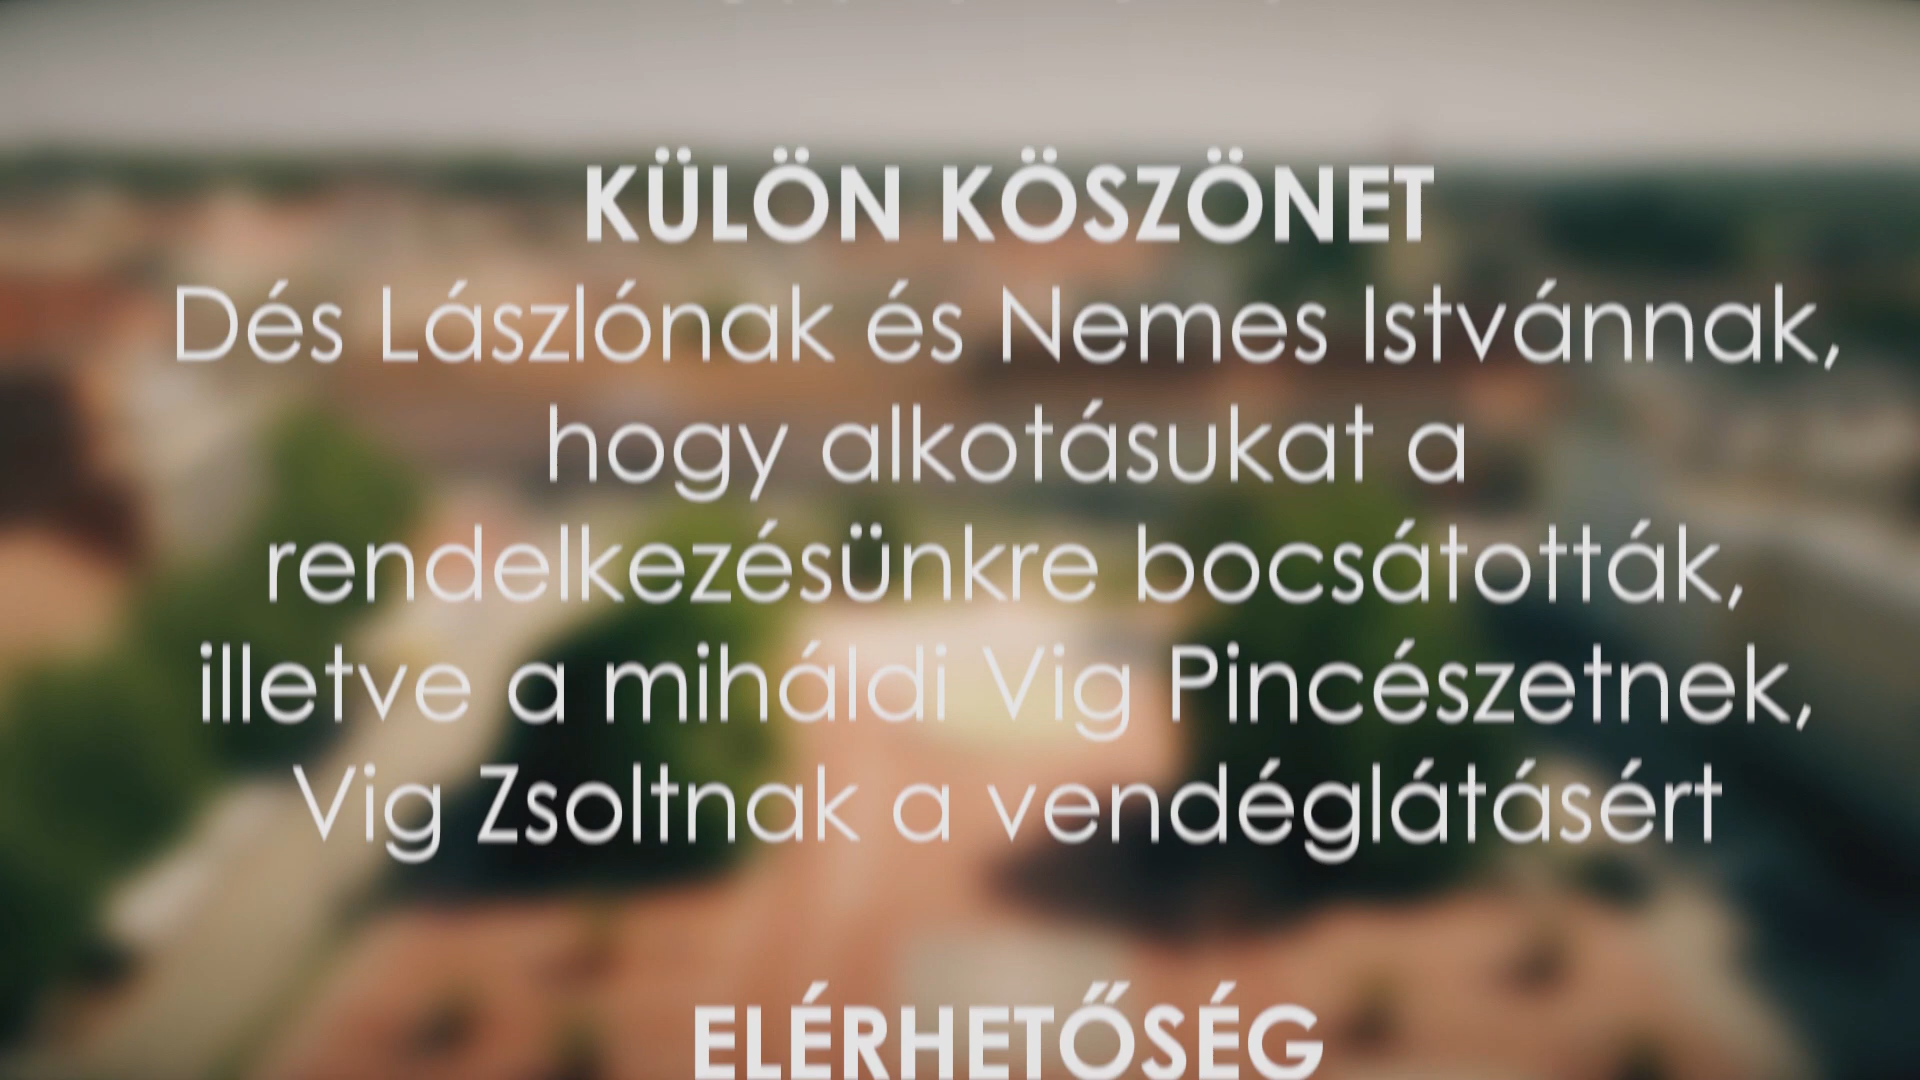 KÜLÖN KÖSZÖNET
Dés Lászlónak és Nemes Istvánnak,
hogy alkotásukat a
rendelkezésünkre bocsátották,
illetve a miháldi Vig Pincészetnek,
Vig Zsoltnak a vendéglátásért
ELÉRHETŐSÉG